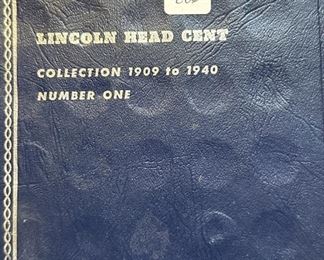 LINCOLN HEAD CENT
COLLECTION 1909 to 1940
NUMBER ONE